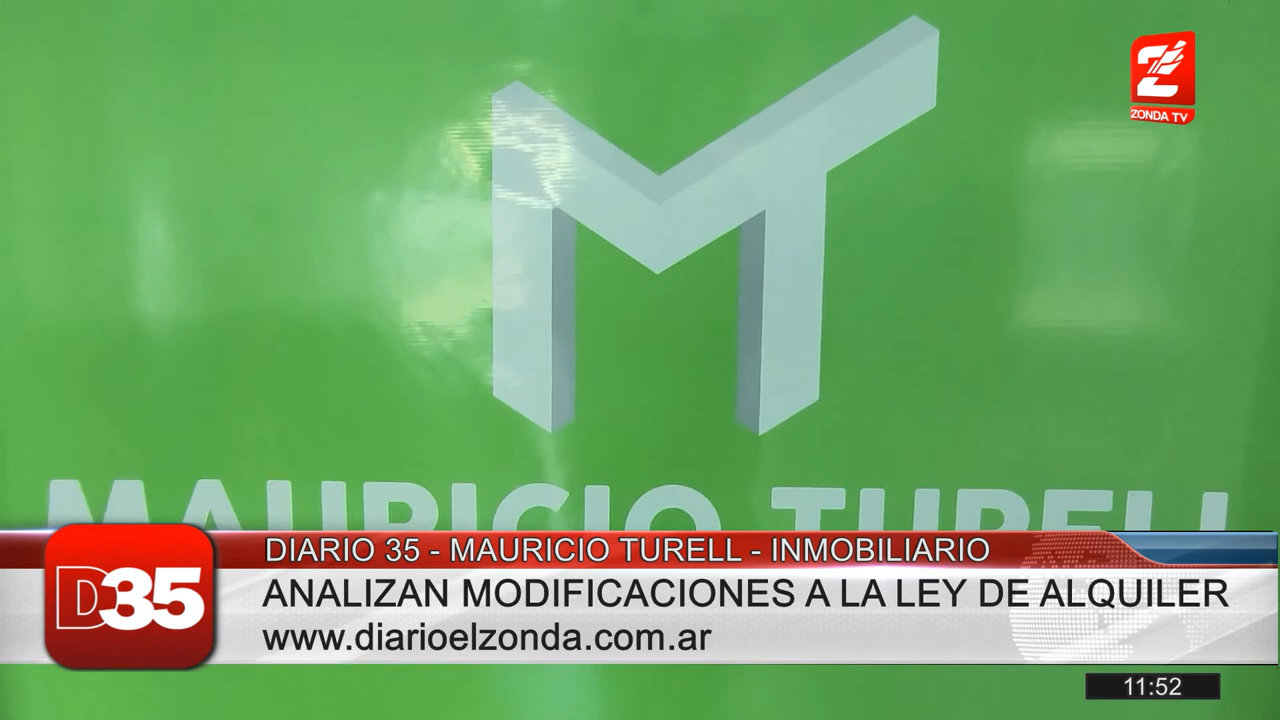 ZONDA TV
MAURICIO TURELL
DIARIO 35 - MAURICIO TURELL - INMOBILIARIO
D35
ANALIZAN MODIFICACIONES A LA LEY DE ALQUILER
www.diarioelzonda.com.ar
11:52